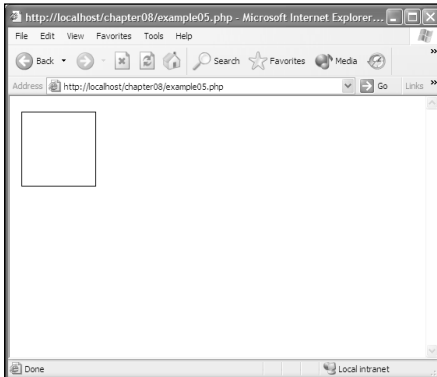 http://localhost/chapter08/example05.php - Microsoft Internet Explorer...
File Edit View Favorites Tools Help
Back Search Favorites Media »
Address http://localhost/chapter08/example05.php Go Links »
Done Local intranet